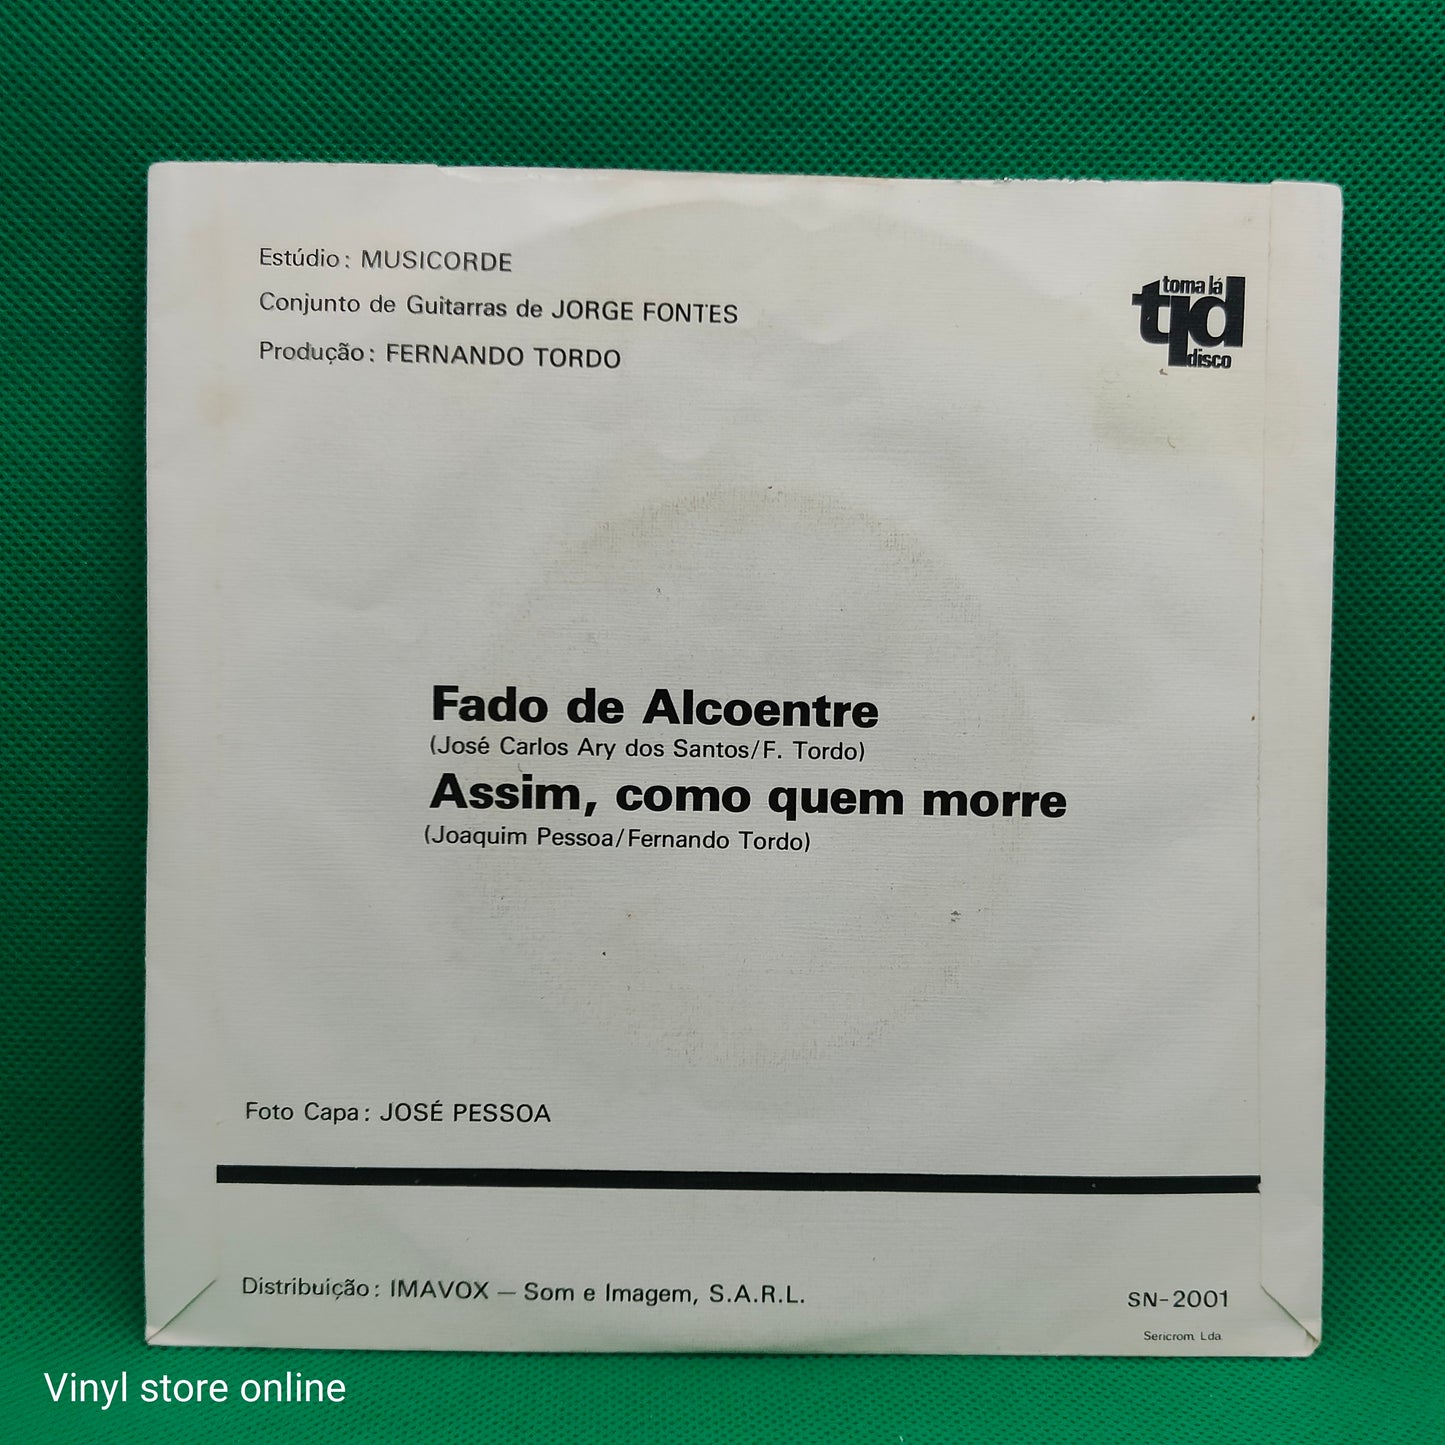 Estúdio: MUSICORDE
Conjunto de Guitarras de JORGE FONTES
Produção: FERNANDO TORDO
toma lá
tld
disco
Fado de Alcoentre
(José Carlos Ary dos Santos/F. Tordo)
Assim, como quem morre
(Joaquim Pessoa/Fernando Tordo)
Foto Capa: JOSÉ PESSOA
Distribuição: IMAVOX — Som e Imagem, S.A.R.L.
SN-2001
Sericrom, Lda.
Vinyl store online